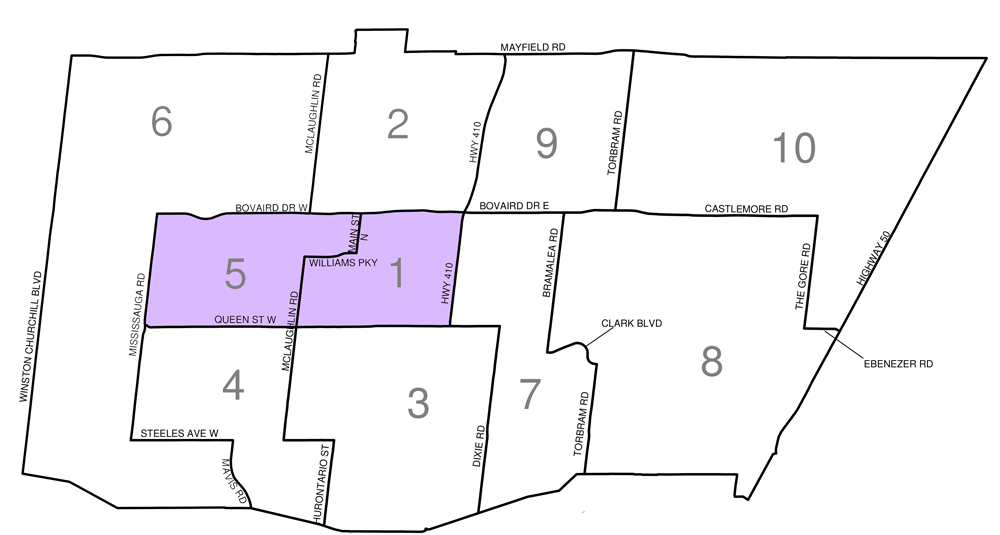 MAYFIELD RD
MCLAUGHLIN RD
HWY 410
TORBRAM RD
6
2
9
10
BOVAIRD DR W
BOVAIRD DR E
CASTLEMORE RD
MAIN ST
N
WILLIAMS PKY
5
1
HWY 410
BRAMALEA RD
THE GORE RD
HIGHWAY 50
WINSTON CHURCHILL BLVD
MISSISSAUGA RD
QUEEN ST W
MCLAUGHLIN RD
CLARK BLVD
EBENEZER RD
4
3
7
8
STEELES AVE W
MAVIS RD
HURONTARIO ST
DIXIE RD
TORBRAM RD